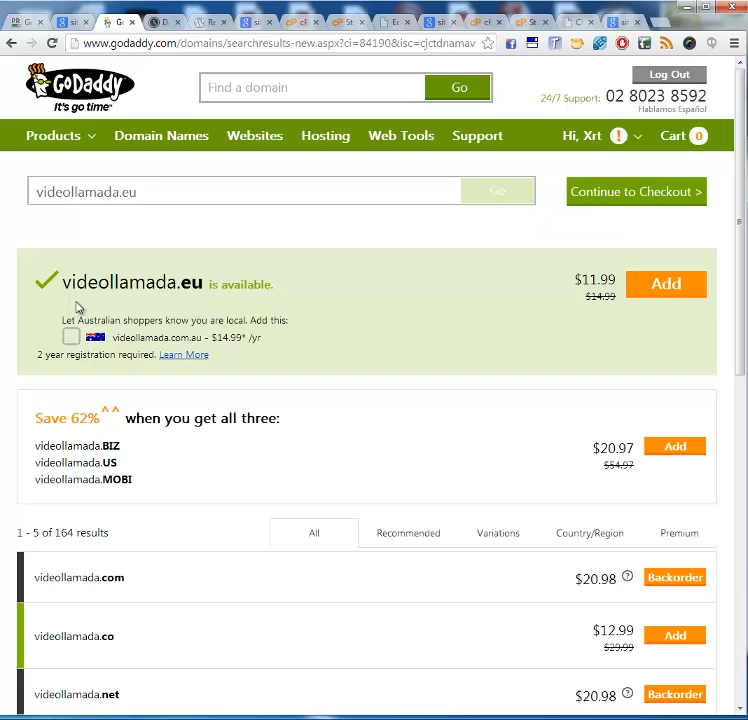 www.godaddy.com/domains/searchresults-new.aspx?ci=84190&isc=cjctdnamav
GoDaddy
It's go time™
Find a domain
Go
Log Out
24/7 Support: 02 8023 8592
Hablamos Español
Products
Domain Names
Websites
Hosting
Web Tools
Support
Hi, Xrt
!
Cart 0
videollamada.eu
Go
Continue to Checkout >
videollamada.eu is available.
$11.99
$14.99
Add
Let Australian shoppers know you are local. Add this:
videollamada.com.au - $14.99* /yr
2 year registration required. Learn More
Save 62%^^ when you get all three:
videollamada.BIZ
videollamada.US
videollamada.MOBI
$20.97
$54.97
Add
1 - 5 of 164 results
All
Recommended
Variations
Country/Region
Premium
videollamada.com
$20.98 ?
Backorder
videollamada.co
$12.99
$29.99
Add
videollamada.net
$20.98 ?
Backorder